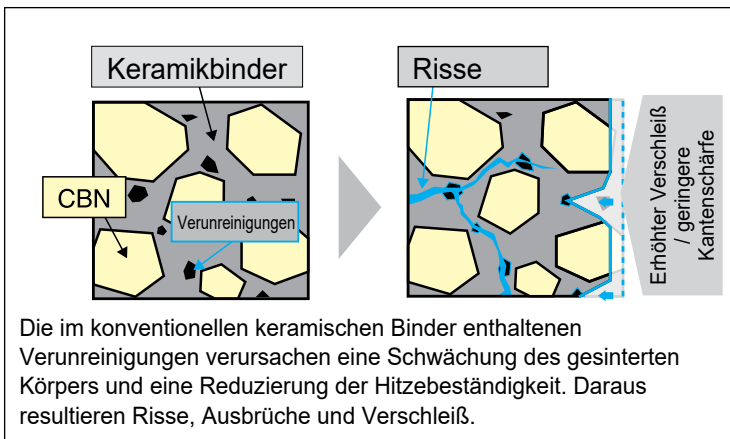 Keramikbinder
Risse
CBN
Verunreinigungen
Erhöhter Verschleiß
/ geringere
Kantenschärfe
Die im konventionellen keramischen Binder enthaltenen
Verunreinigungen verursachen eine Schwächung des gesinterten
Körpers und eine Reduzierung der Hitzebeständigkeit. Daraus
resultieren Risse, Ausbrüche und Verschleiß.